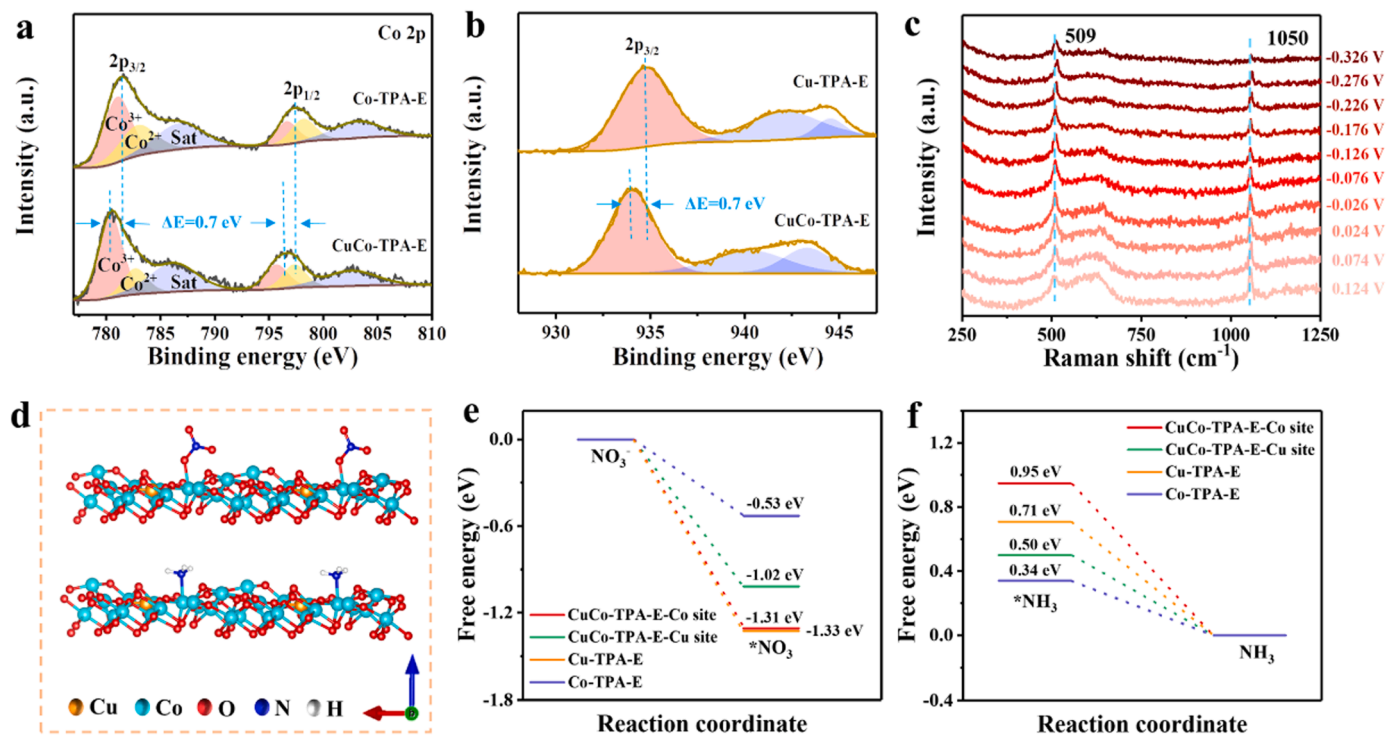 a
Co 2p
2p3/2
2p1/2
Co-TPA-E
Co3+
Co2+
Sat
ΔE=0.7 eV
CuCo-TPA-E
Co3+
Co2+
Sat
Intensity (a.u.)
780 785 790 795 800 805 810
Binding energy (eV)
b
2p3/2
Cu-TPA-E
ΔE=0.7 eV
CuCo-TPA-E
Intensity (a.u.)
930 935 940 945
Binding energy (eV)
c
509 1050
-0.326 V
-0.276 V
-0.226 V
-0.176 V
-0.126 V
-0.076 V
-0.026 V
0.024 V
0.074 V
0.124 V
Intensity (a.u.)
250 500 750 1000 1250
Raman shift (cm-1)
d
Cu Co O N H
e
0.0
-0.6
-1.2
-1.8
Free energy (eV)
NO3-
-0.53 eV
-1.02 eV
-1.31 eV
-1.33 eV
*NO3
CuCo-TPA-E-Co site
CuCo-TPA-E-Cu site
Cu-TPA-E
Co-TPA-E
Reaction coordinate
f
1.2
0.8
0.4
0.0
-0.4
Free energy (eV)
CuCo-TPA-E-Co site
CuCo-TPA-E-Cu site
Cu-TPA-E
Co-TPA-E
0.95 eV
0.71 eV
0.50 eV
0.34 eV
*NH3
NH3
Reaction coordinate